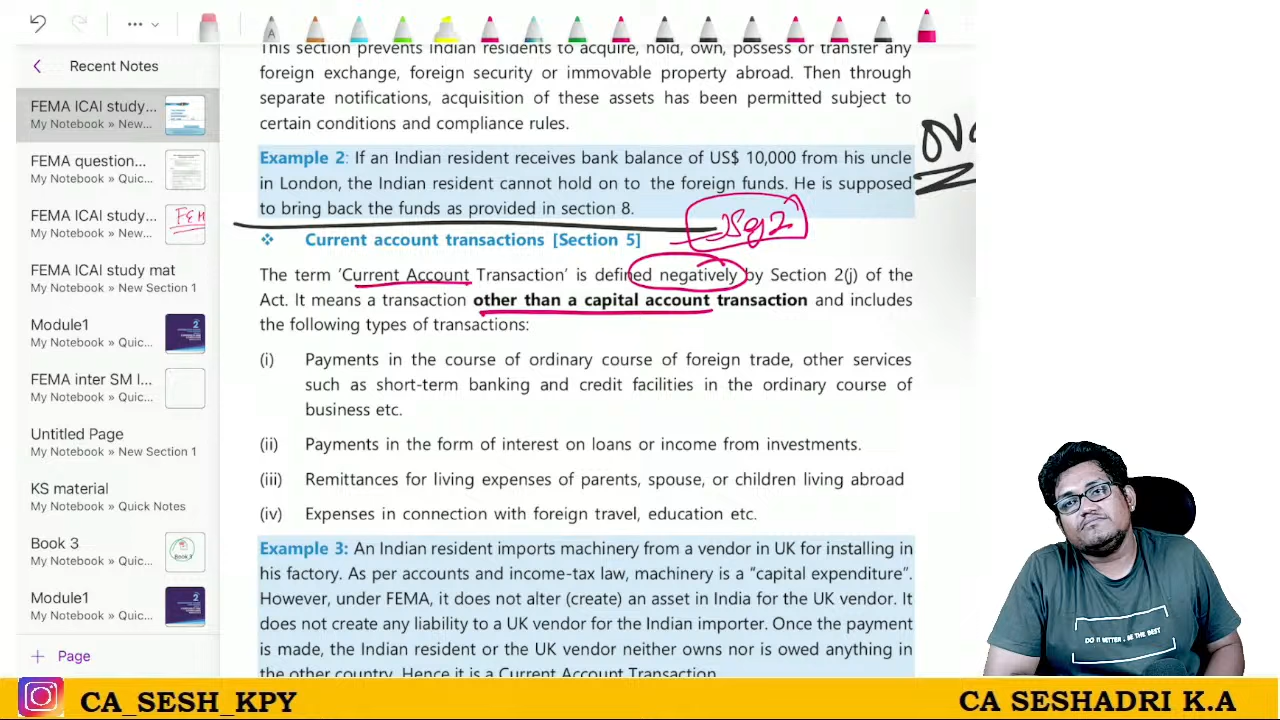 Recent Notes
FEMA ICAI study...
My Notebook » New...
FEMA question...
My Notebook » Quic...
FEMA ICAI study...
My Notebook » Quic...
FEMA ICAI study mat
My Notebook » New Section 1
Module1
My Notebook » Quic...
FEMA inter SM I...
My Notebook » Quic...
Untitled Page
My Notebook » New Section 1
KS material
My Notebook » Quick Notes
Book 3
My Notebook » Quic...
Module1
My Notebook » Quic...
+ Page
This section prevents Indian residents to acquire, hold, own, possess or transfer any
foreign exchange, foreign security or immovable property abroad. Then through
separate notifications, acquisition of these assets has been permitted subject to
certain conditions and compliance rules.
Example 2: If an Indian resident receives bank balance of US$ 10,000 from his uncle
in London, the Indian resident cannot hold on to the foreign funds. He is supposed
to bring back the funds as provided in section 8.
❖ Current account transactions [Section 5]
The term ‘Current Account Transaction’ is defined negatively by Section 2(j) of the
Act. It means a transaction other than a capital account transaction and includes
the following types of transactions:
(i) Payments in the course of ordinary course of foreign trade, other services
such as short-term banking and credit facilities in the ordinary course of
business etc.
(ii) Payments in the form of interest on loans or income from investments.
(iii) Remittances for living expenses of parents, spouse, or children living abroad
(iv) Expenses in connection with foreign travel, education etc.
Example 3: An Indian resident imports machinery from a vendor in UK for installing in
his factory. As per accounts and income-tax law, machinery is a “capital expenditure”.
However, under FEMA, it does not alter (create) an asset in India for the UK vendor. It
does not create any liability to a UK vendor for the Indian importer. Once the payment
is made, the Indian resident or the UK vendor neither owns nor is owed anything in
the other country. Hence it is a Current Account Transaction.
DO IT BETTER , BE THE BEST
CA_SESH_KPY
CA SESHADRI K.A